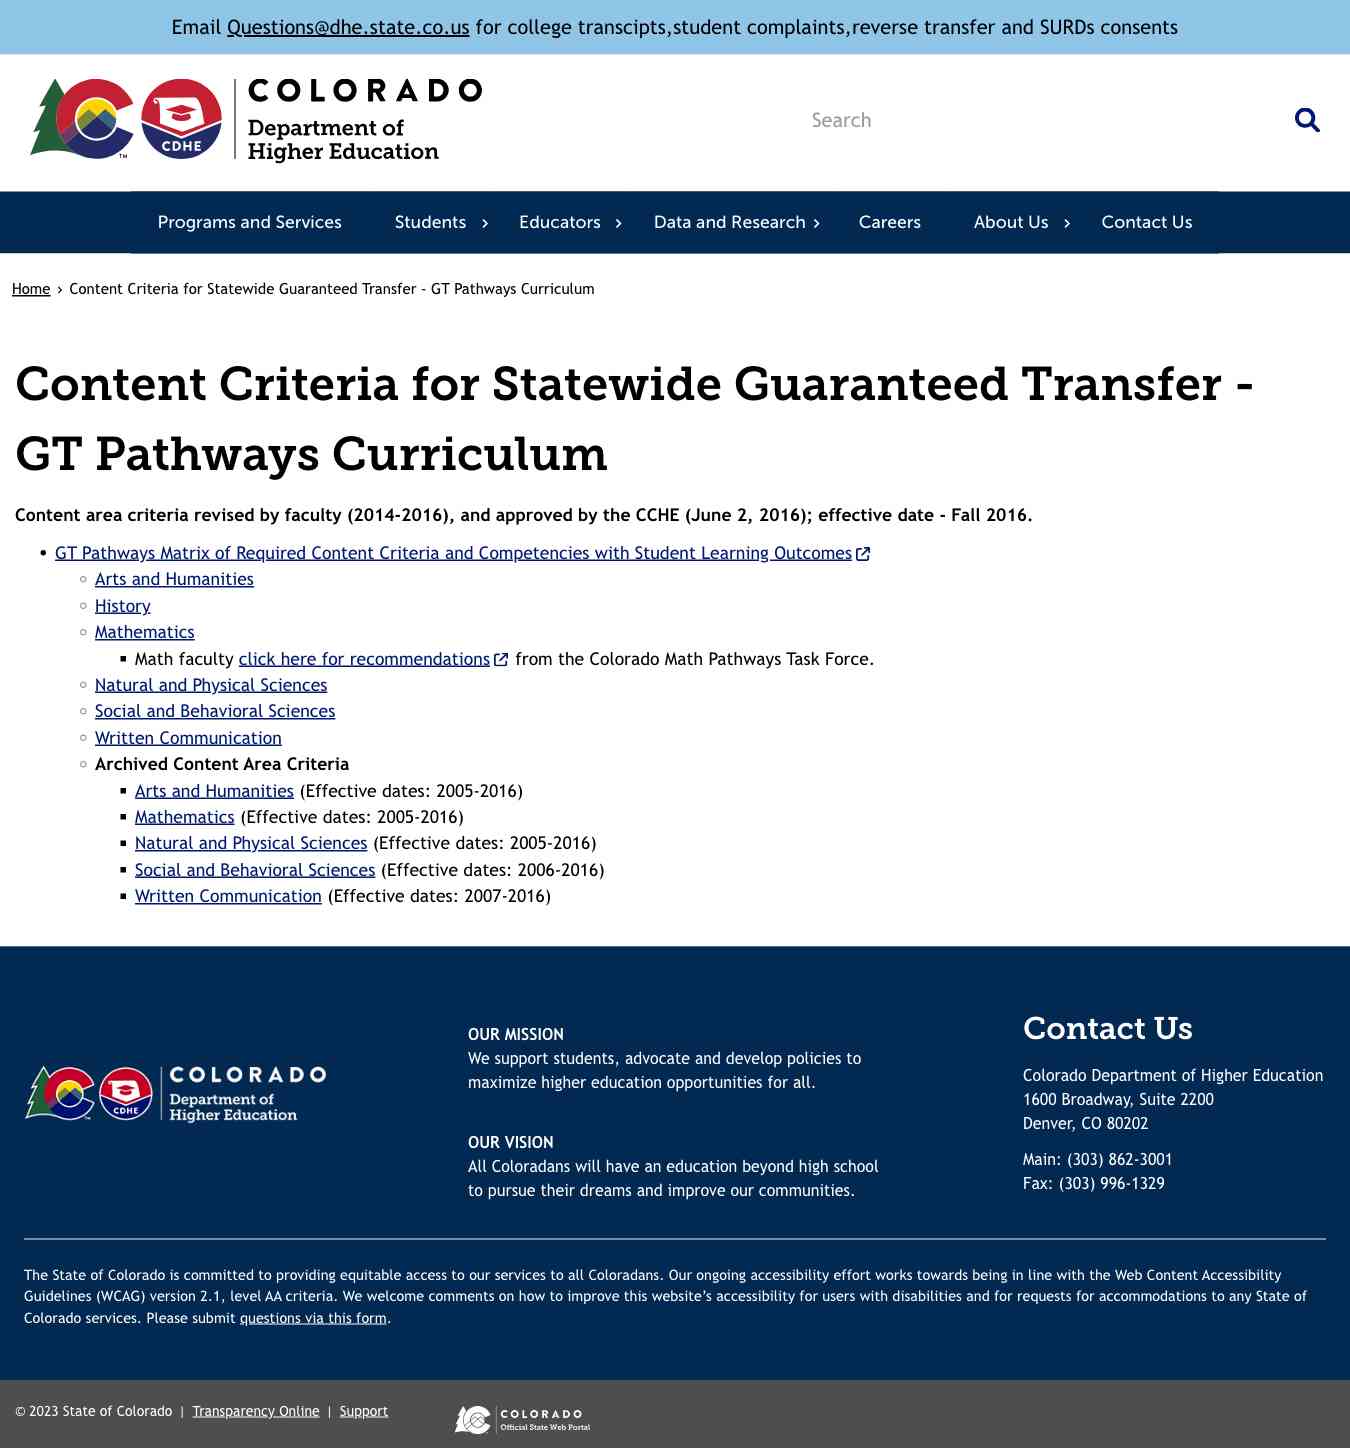 Email Questions@dhe.state.co.us for college transcipts,student complaints,reverse transfer and SURDs consents
CDHE
TM
COLORADO
Department of
Higher Education
Search
Programs and Services Students Educators Data and Research Careers About Us Contact Us
Home › Content Criteria for Statewide Guaranteed Transfer - GT Pathways Curriculum
Content Criteria for Statewide Guaranteed Transfer -
GT Pathways Curriculum
Content area criteria revised by faculty (2014-2016), and approved by the CCHE (June 2, 2016); effective date - Fall 2016.
GT Pathways Matrix of Required Content Criteria and Competencies with Student Learning Outcomes
Arts and Humanities
History
Mathematics
Math faculty click here for recommendations from the Colorado Math Pathways Task Force.
Natural and Physical Sciences
Social and Behavioral Sciences
Written Communication
Archived Content Area Criteria
Arts and Humanities (Effective dates: 2005-2016)
Mathematics (Effective dates: 2005-2016)
Natural and Physical Sciences (Effective dates: 2005-2016)
Social and Behavioral Sciences (Effective dates: 2006-2016)
Written Communication (Effective dates: 2007-2016)
CDHE
TM
COLORADO
Department of
Higher Education
OUR MISSION
We support students, advocate and develop policies to
maximize higher education opportunities for all.
OUR VISION
All Coloradans will have an education beyond high school
to pursue their dreams and improve our communities.
Contact Us
Colorado Department of Higher Education
1600 Broadway, Suite 2200
Denver, CO 80202
Main: (303) 862-3001
Fax: (303) 996-1329
The State of Colorado is committed to providing equitable access to our services to all Coloradans. Our ongoing accessibility effort works towards being in line with the Web Content Accessibility
Guidelines (WCAG) version 2.1, level AA criteria. We welcome comments on how to improve this website’s accessibility for users with disabilities and for requests for accommodations to any State of
Colorado services. Please submit questions via this form.
© 2023 State of Colorado | Transparency Online | Support
COLORADO
Official State Web Portal